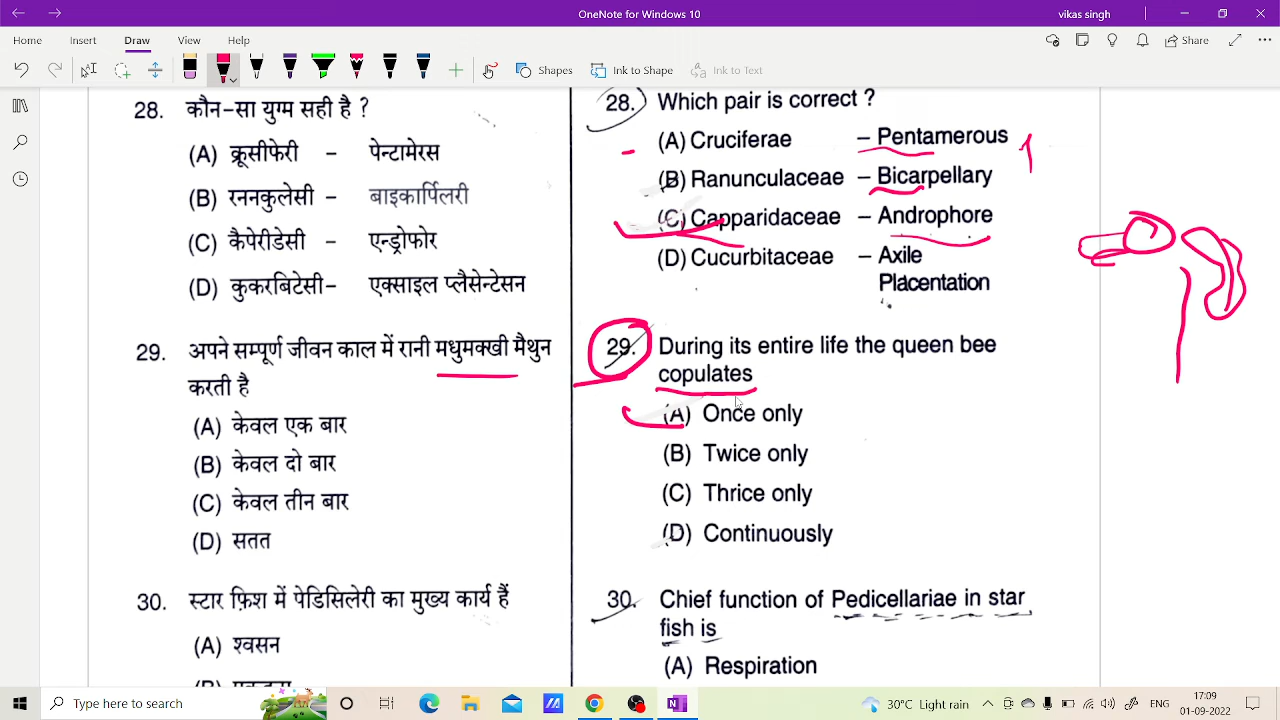 OneNote for Windows 10
vikas singh
Home
Insert
Draw
View
Help
Share
Shapes
Ink to Shape
Ink to Text
28. कौन-सा युग्म सही है ?
(A) क्रूसीफेरी - पेन्टामेरस
(B) रननकुलेसी - बाइकार्पिलरी
(C) कैपेरीडेसी - एन्ड्रोफोर
(D) कुकरबिटेसी- एक्साइल प्लैसेन्टेसन
29. अपने सम्पूर्ण जीवन काल में रानी मधुमक्खी मैथुन
करती है
(A) केवल एक बार
(B) केवल दो बार
(C) केवल तीन बार
(D) सतत
30. स्टार फ़िश में पेडिसिलेरी का मुख्य कार्य हैं
(A) श्वसन
28. Which pair is correct ?
(A) Cruciferae – Pentamerous
(B) Ranunculaceae – Bicarpellary
(C) Capparidaceae – Androphore
(D) Cucurbitaceae – Axile
Placentation
29. During its entire life the queen bee
copulates
(A) Once only
(B) Twice only
(C) Thrice only
(D) Continuously
30. Chief function of Pedicellariae in star
fish is
(A) Respiration
Type here to search
30°C Light rain
ENG
17:09
01-09-2022